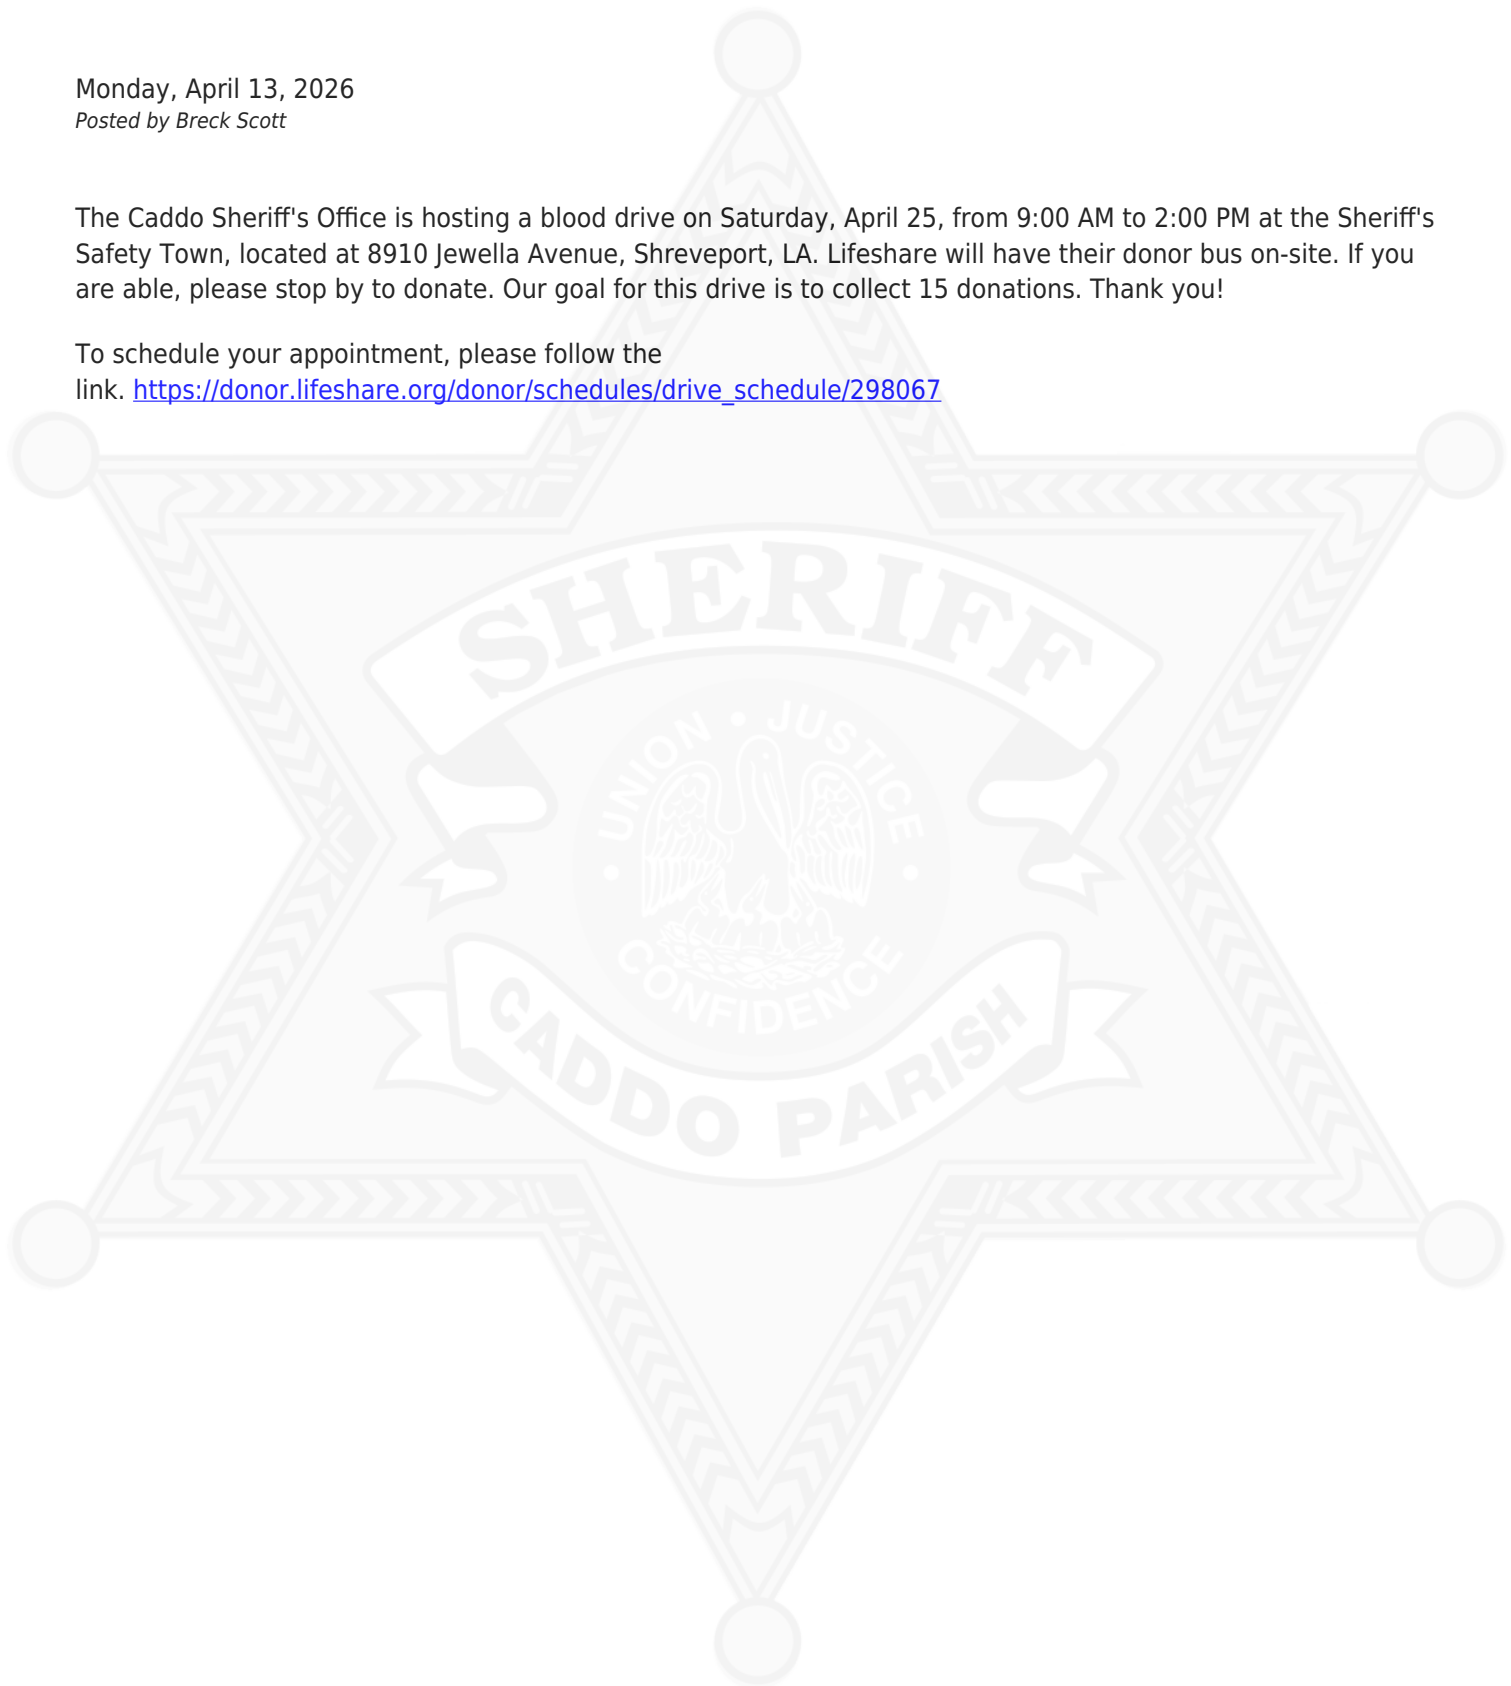 Monday, April 13, 2026
Posted by Breck Scott
The Caddo Sheriff's Office is hosting a blood drive on Saturday, April 25, from 9:00 AM to 2:00 PM at the Sheriff's
Safety Town, located at 8910 Jewella Avenue, Shreveport, LA. Lifeshare will have their donor bus on-site. If you
are able, please stop by to donate. Our goal for this drive is to collect 15 donations. Thank you!
To schedule your appointment, please follow the
link. https://donor.lifeshare.org/donor/schedules/drive_schedule/298067
SHERIFF
UNION • JUSTICE
• CONFIDENCE •
CADDO PARISH